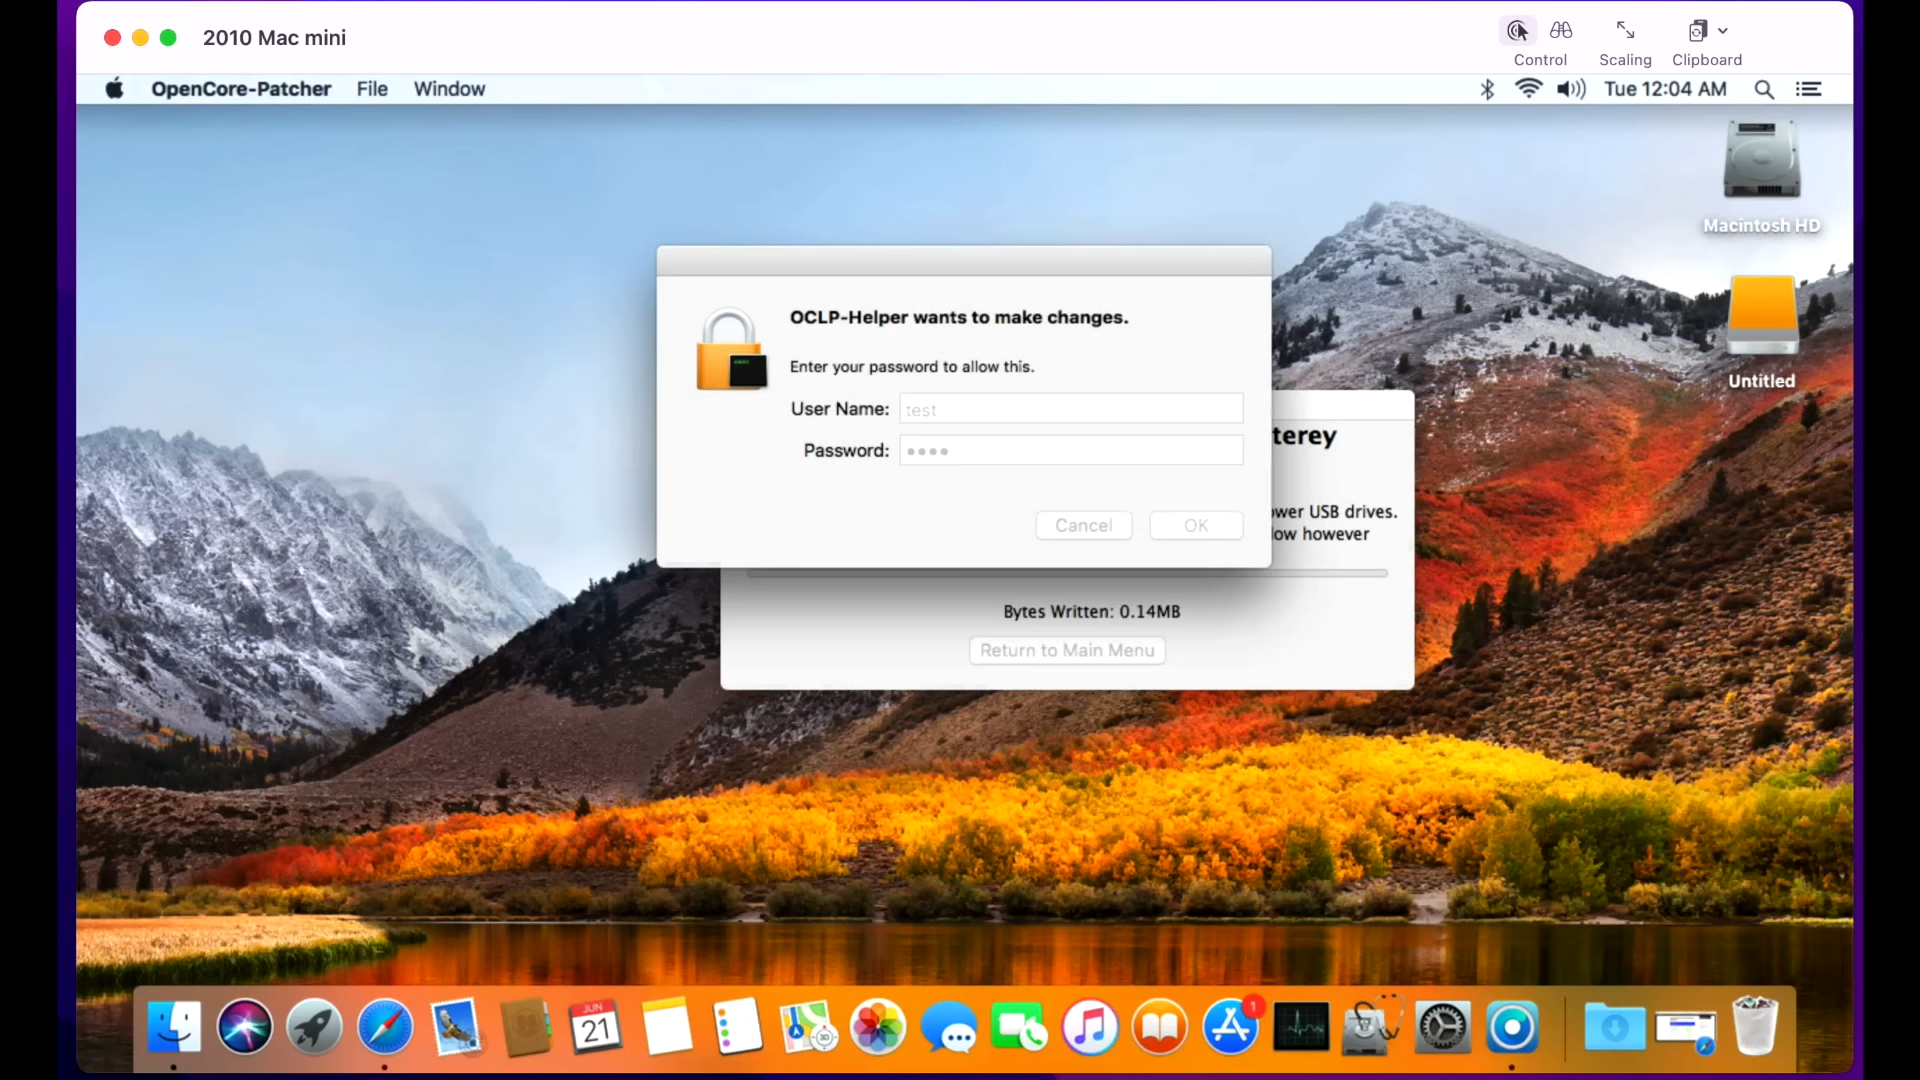 2010 Mac mini
Control
Scaling
Clipboard
OpenCore-Patcher File Window
Tue 12:04 AM
Macintosh HD
Untitled
OCLP-Helper wants to make changes.
Enter your password to allow this.
User Name: test
Password:
Cancel
OK
terey
wer USB drives.
low however
Bytes Written: 0.14MB
Return to Main Menu
JUN
21
3D
1